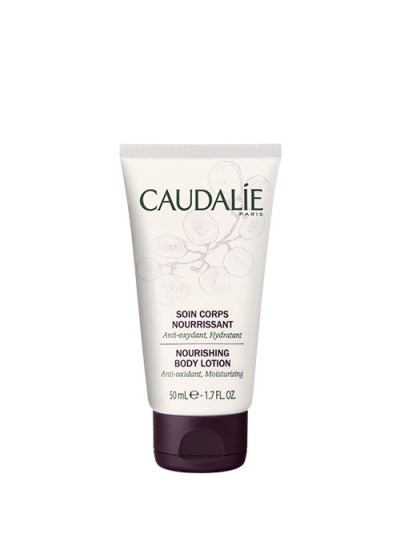 CAUDALIE
PARIS
SOIN CORPS
NOURRISSANT
Anti-oxydant, Hydratant
NOURISHING
BODY LOTION
Anti-oxidant, Moisturizing
50 mL ℮ - 1.7 FL. OZ.